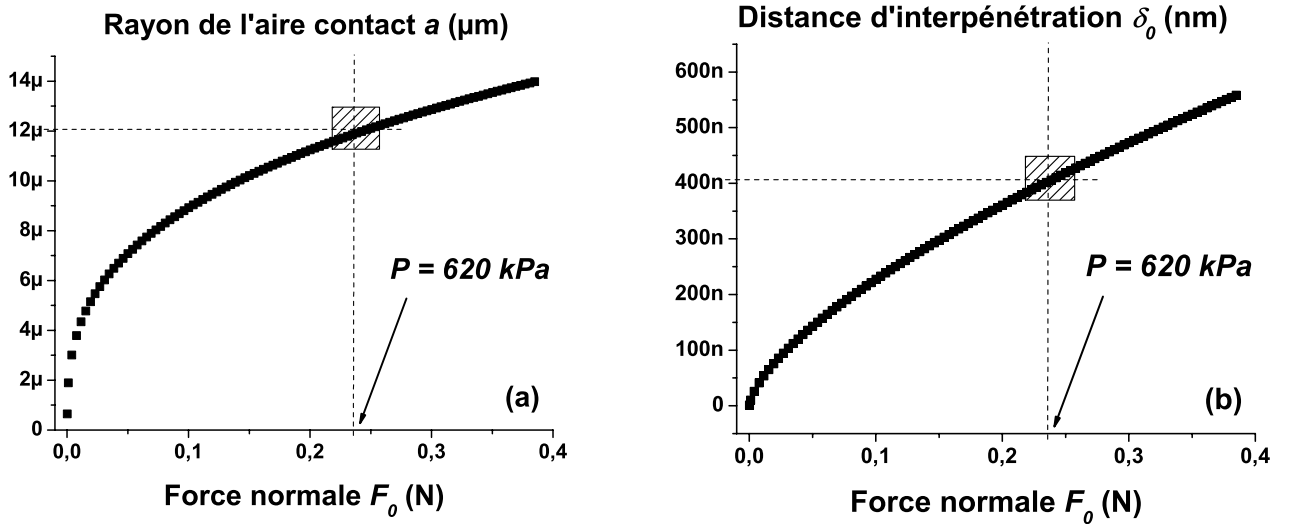 Rayon de l'aire contact a (µm)
14µ
12µ
10µ
8µ
6µ
4µ
2µ
0
P = 620 kPa
(a)
0,0 0,1 0,2 0,3 0,4
Force normale F0 (N)
Distance d'interpénétration δ0 (nm)
600n
500n
400n
300n
200n
100n
0
P = 620 kPa
(b)
0,0 0,1 0,2 0,3 0,4
Force normale F0 (N)